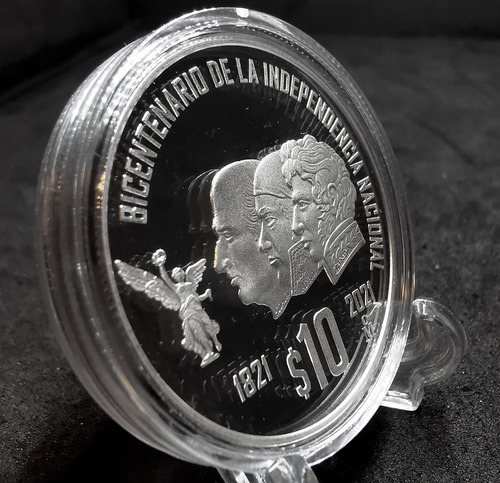 BICENTENARIO DE LA INDEPENDENCIA NACIONAL
1821 $10 2021